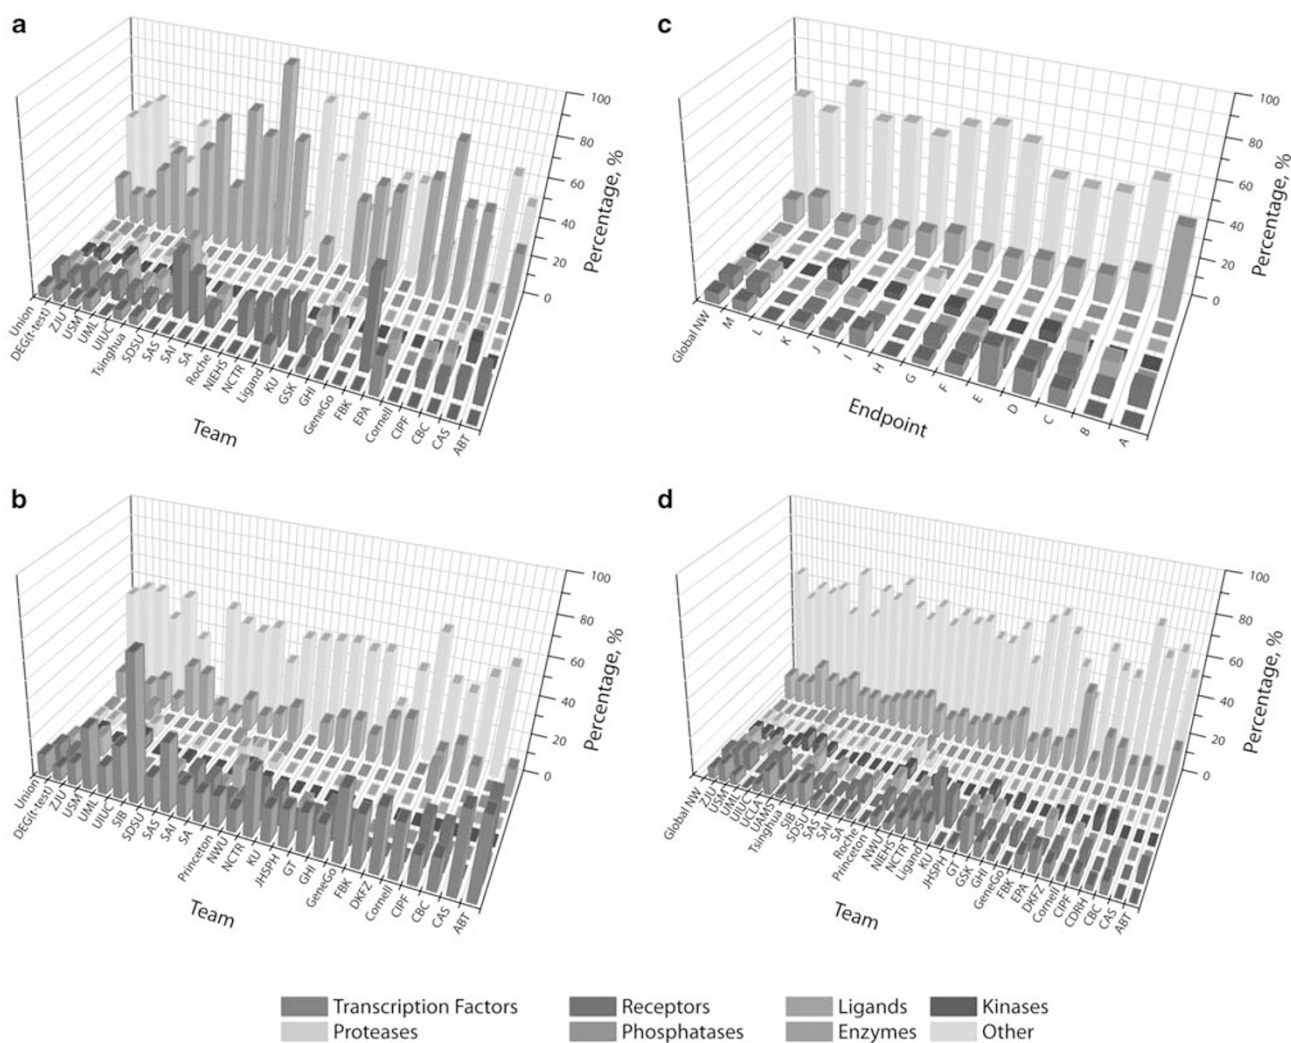 a
100
80
60
40
20
0
Percentage, %
Union
DEG(t-test)
ZJU
USM
UML
UIUC
Tsinghua
SDSU
SAS
SAI
SA
Roche
NIEHS
NCTR
Ligand
KU
GSK
GHI
GeneGo
FBK
EPA
Cornell
CIPF
CBC
CAS
ABT
Team
c
100
80
60
40
20
0
Percentage, %
Global NW
M
L
K
J
I
H
G
F
E
D
C
B
A
Endpoint
b
100
80
60
40
20
0
Percentage, %
Union
DEG(t-test)
ZJU
USM
UML
UIUC
SIB
SDSU
SAS
SAI
SA
Princeton
NWU
NCTR
KU
JHSPH
GT
GHI
GeneGo
FBK
DKFZ
Cornell
CIPF
CBC
CAS
ABT
Team
d
100
80
60
40
20
0
Percentage, %
Global NW
ZJU
USM
UML
UIUC
UCLA
UAMS
Tsinghua
SIB
SDSU
SAS
SAI
SA
Roche
Princeton
NWU
NIEHS
NCTR
Ligand
KU
JHSPH
GT
GSK
GHI
GeneGo
FBK
EPA
DKFZ
Cornell
CIPF
CDRH
CBC
CAS
ABT
Team
Transcription Factors
Receptors
Ligands
Kinases
Proteases
Phosphatases
Enzymes
Other